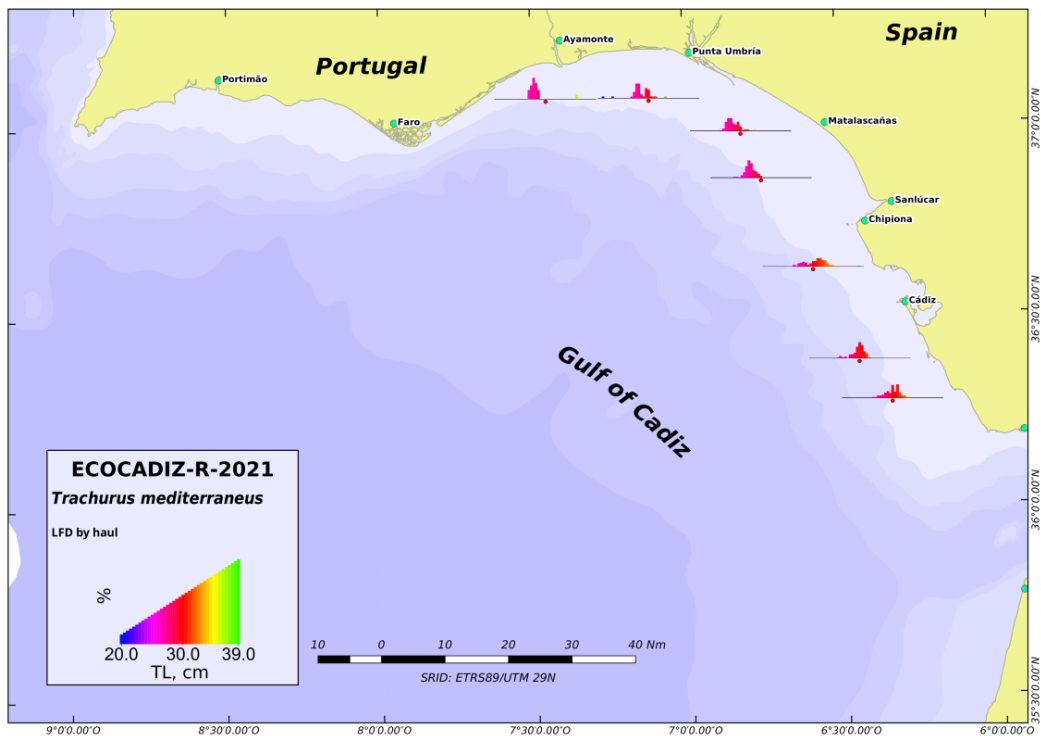 Spain
Ayamonte
Punta Umbría
Portugal
Portimão
Faro
Matalascañas
Sanlúcar
Chipiona
Cádiz
Gulf of Cadiz
37°0'0.00"N
36°30'0.00"N
36°0'0.00"N
35°30'0.00"N
ECOCADIZ-R-2021
Trachurus mediterraneus
LFD by haul
%
20.0 30.0 39.0
TL, cm
10 0 10 20 30 40 Nm
SRID: ETRS89/UTM 29N
9°0'0.00"O 8°30'0.00"O 8°0'0.00"O 7°30'0.00"O 7°0'0.00"O 6°30'0.00"O 6°0'0.00"O